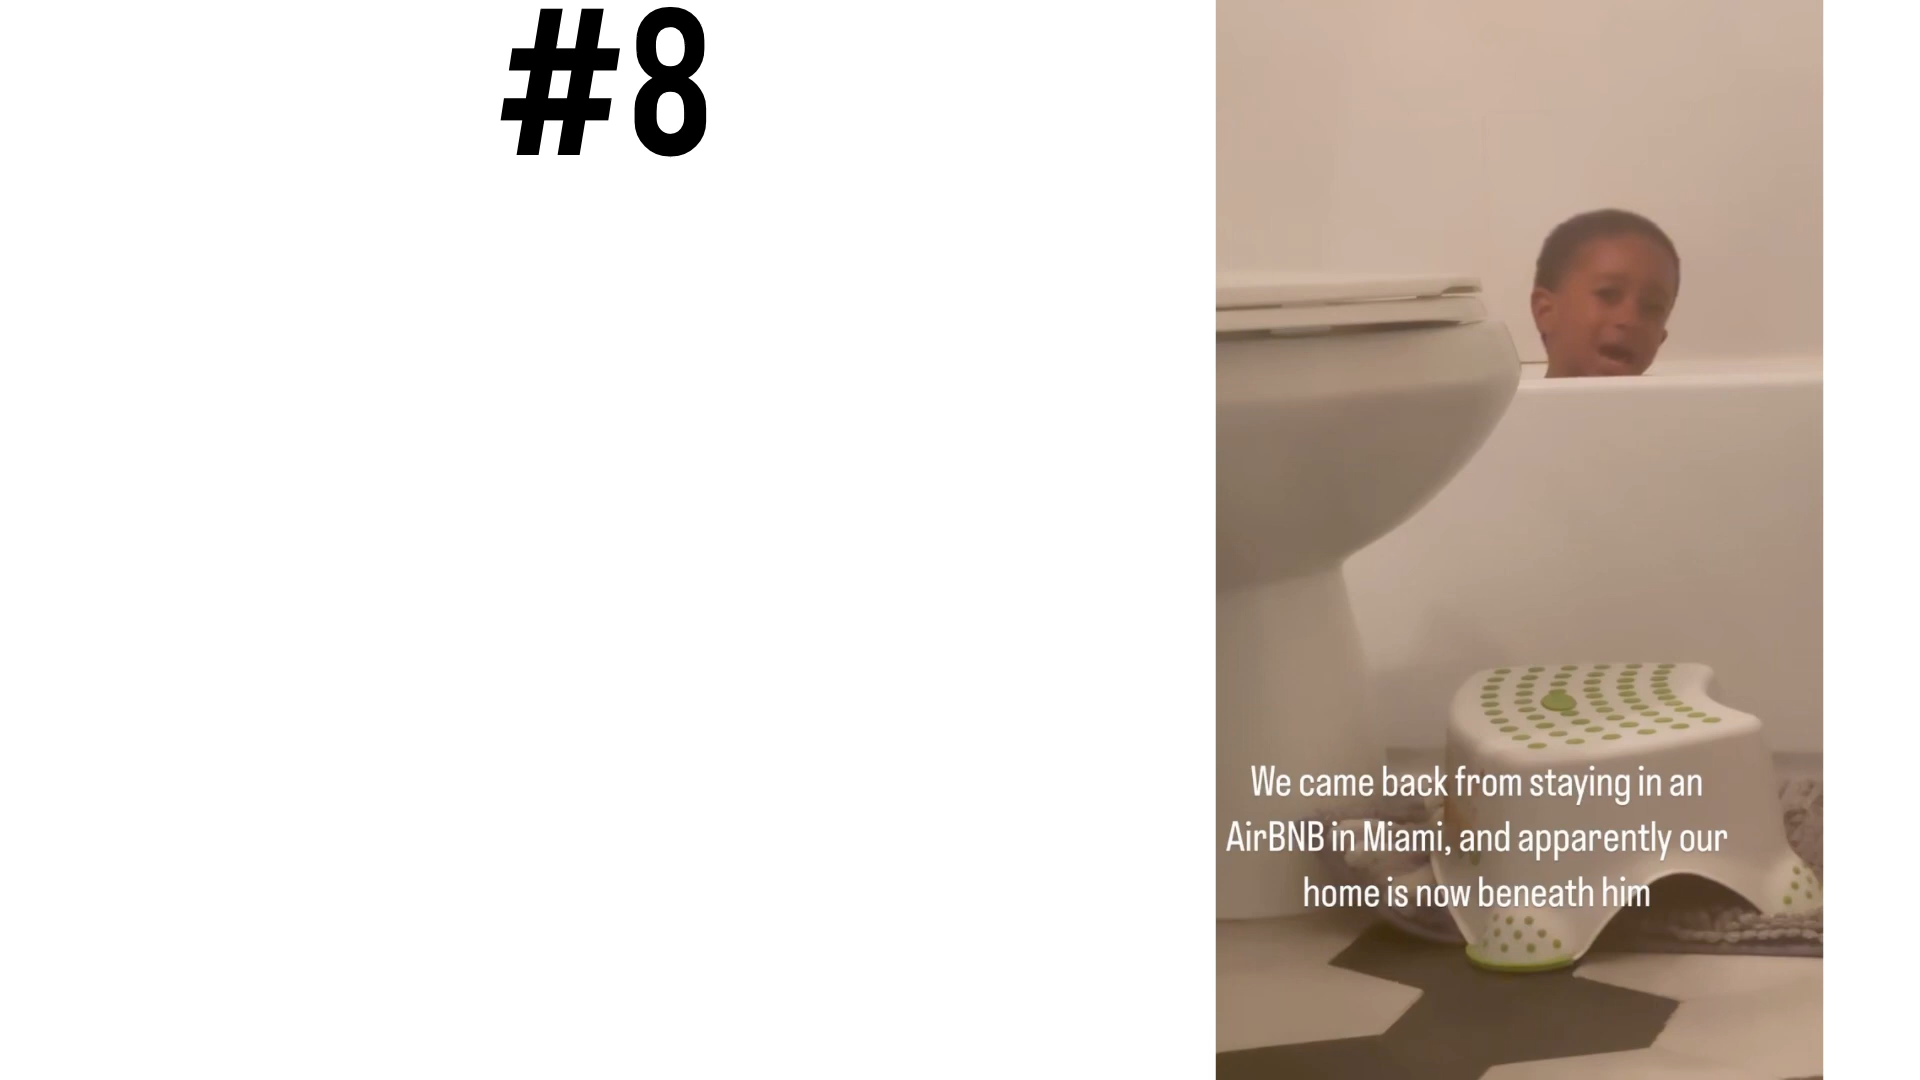 #8
We came back from staying in an
AirBNB in Miami, and apparently our
home is now beneath him